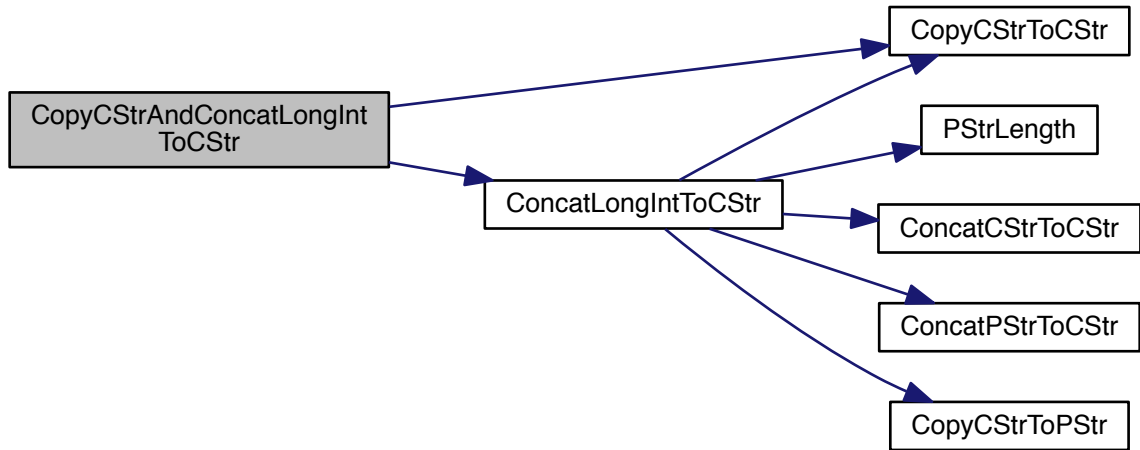 CopyCStrAndConcatLongInt
ToCStr
CopyCStrToCStr
PStrLength
ConcatLongIntToCStr
ConcatCStrToCStr
ConcatPStrToCStr
CopyCStrToPStr